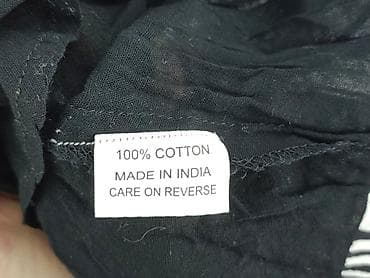 100% COTTON
MADE IN INDIA
CARE ON REVERSE